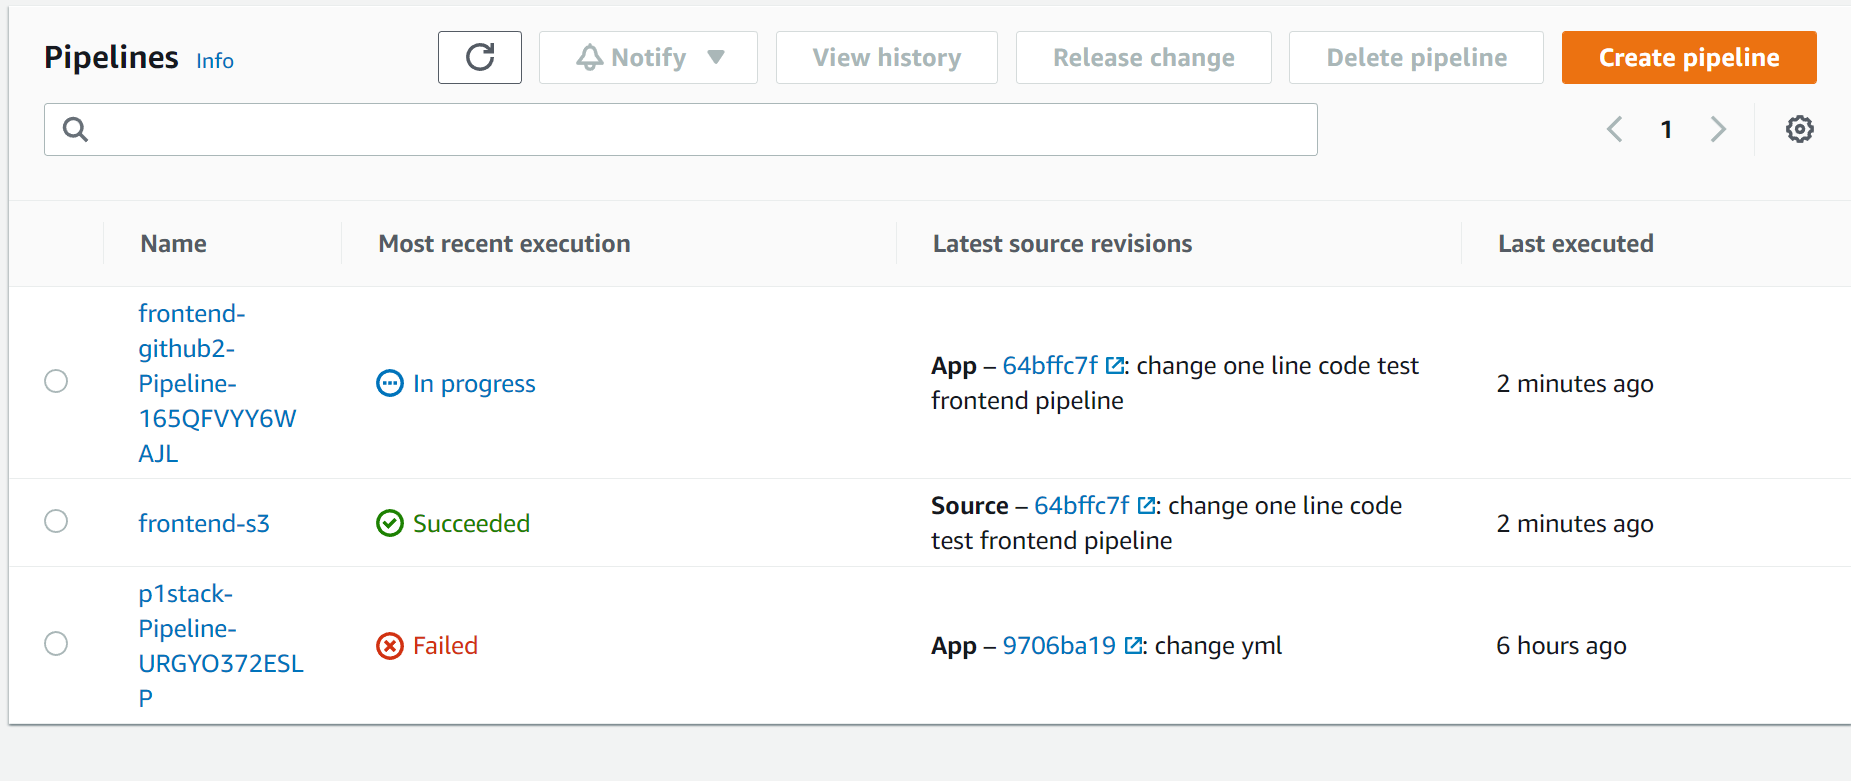 Pipelines Info
Notify
View history
Release change
Delete pipeline
Create pipeline
1
Name
Most recent execution
Latest source revisions
Last executed
frontend-
github2-
Pipeline-
165QFVYY6W
AJL
In progress
App – 64bffc7f : change one line code test
frontend pipeline
2 minutes ago
frontend-s3
Succeeded
Source – 64bffc7f : change one line code
test frontend pipeline
2 minutes ago
p1stack-
Pipeline-
URGYO372ESL
P
Failed
App – 9706ba19 : change yml
6 hours ago